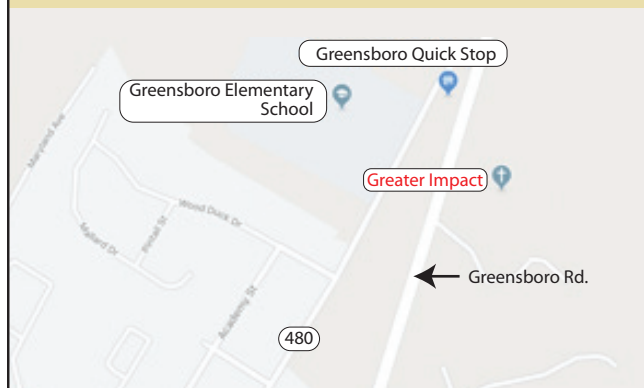 Greensboro Quick Stop
Greensboro Elementary
School
Maryland Ave
Greater Impact
Wood Duck Dr
Pintail St
Mallard Dr
Greensboro Rd.
Academy St
480